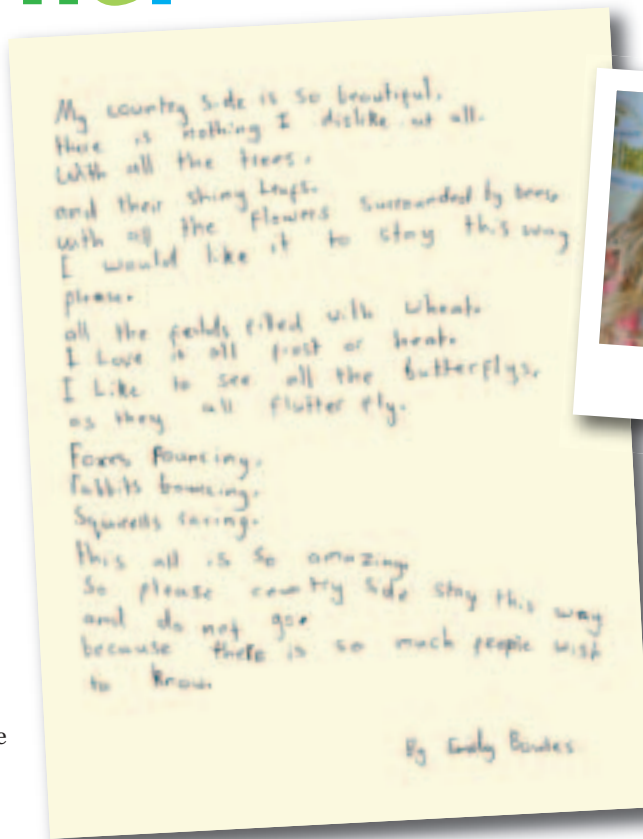 My country side is so beautiful.
there is nothing I dislike at all.
With all the trees.
and their shiny leafs.
with all the flowers surrounded by bees.
I would like it to stay this way
please.
all the feilds filled with wheat.
I Love it all frost or heat.
I Like to see all the butterflys.
as they all flutter fly.
Foxes Pouncing.
rabbits bouncing.
Squirells
this all is so amazing
So please country side stay this way
and do not go.
because there is so much people wish
to know.
By Emily Bowles